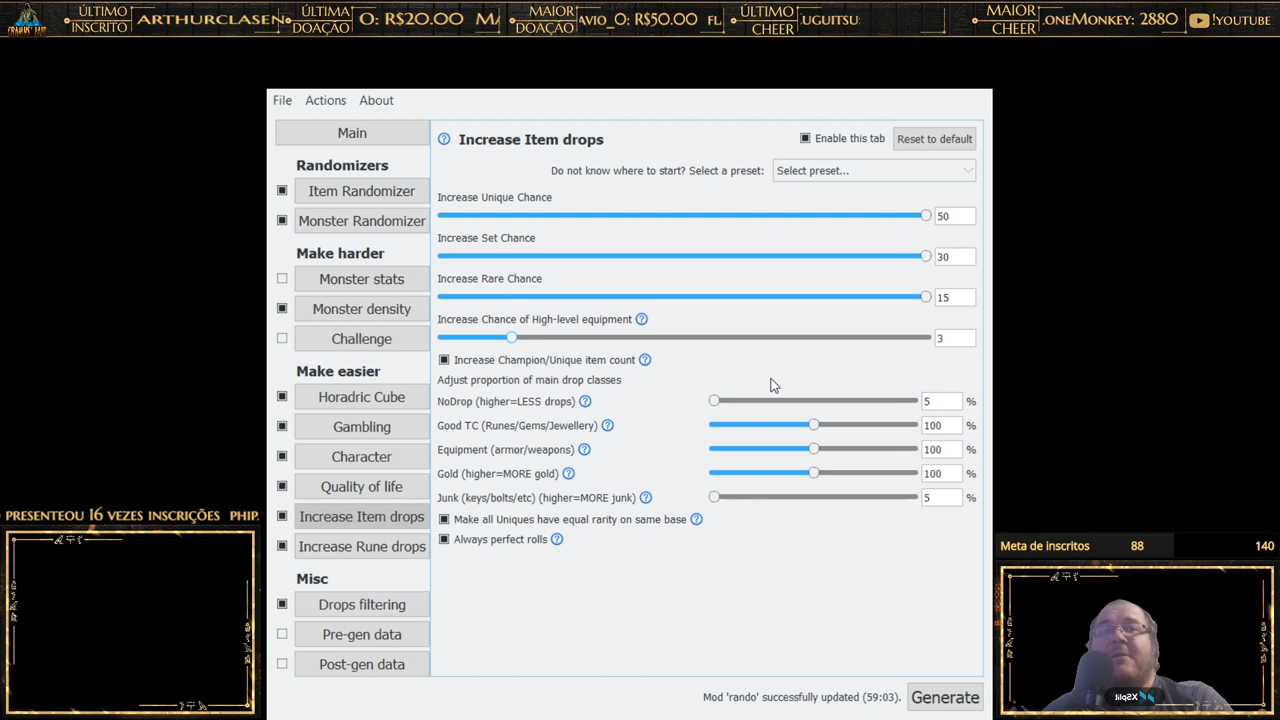 ÚLTIMO INSCRITO ARTHURCLASEN
ÚLTIMA DOAÇÃO O: R$20.00 MA
MAIOR DOAÇÃO AVIO_O: R$50.00 FL
ÚLTIMO CHEER UGUITSU:
MAIOR CHEER .ONEMONKEY: 2880
!YOUTUBE
File Actions About
Main
Randomizers
Item Randomizer
Monster Randomizer
Make harder
Monster stats
Monster density
Challenge
Make easier
Horadric Cube
Gambling
Character
Quality of life
Increase Item drops
Increase Rune drops
Misc
Drops filtering
Pre-gen data
Post-gen data
Increase Item drops
Enable this tab
Reset to default
Do not know where to start? Select a preset: Select preset...
Increase Unique Chance
50
Increase Set Chance
30
Increase Rare Chance
15
Increase Chance of High-level equipment
3
Increase Champion/Unique item count
Adjust proportion of main drop classes
NoDrop (higher=LESS drops) 5 %
Good TC (Runes/Gems/Jewellery) 100 %
Equipment (armor/weapons) 100 %
Gold (higher=MORE gold) 100 %
Junk (keys/bolts/etc) (higher=MORE junk) 5 %
Make all Uniques have equal rarity on same base
Always perfect rolls
Mod 'rando' successfully updated (59:03). Generate
PRESENTEOU 16 VEZES INSCRIÇÕES PHIP.
Meta de inscritos 88 140
XSplit